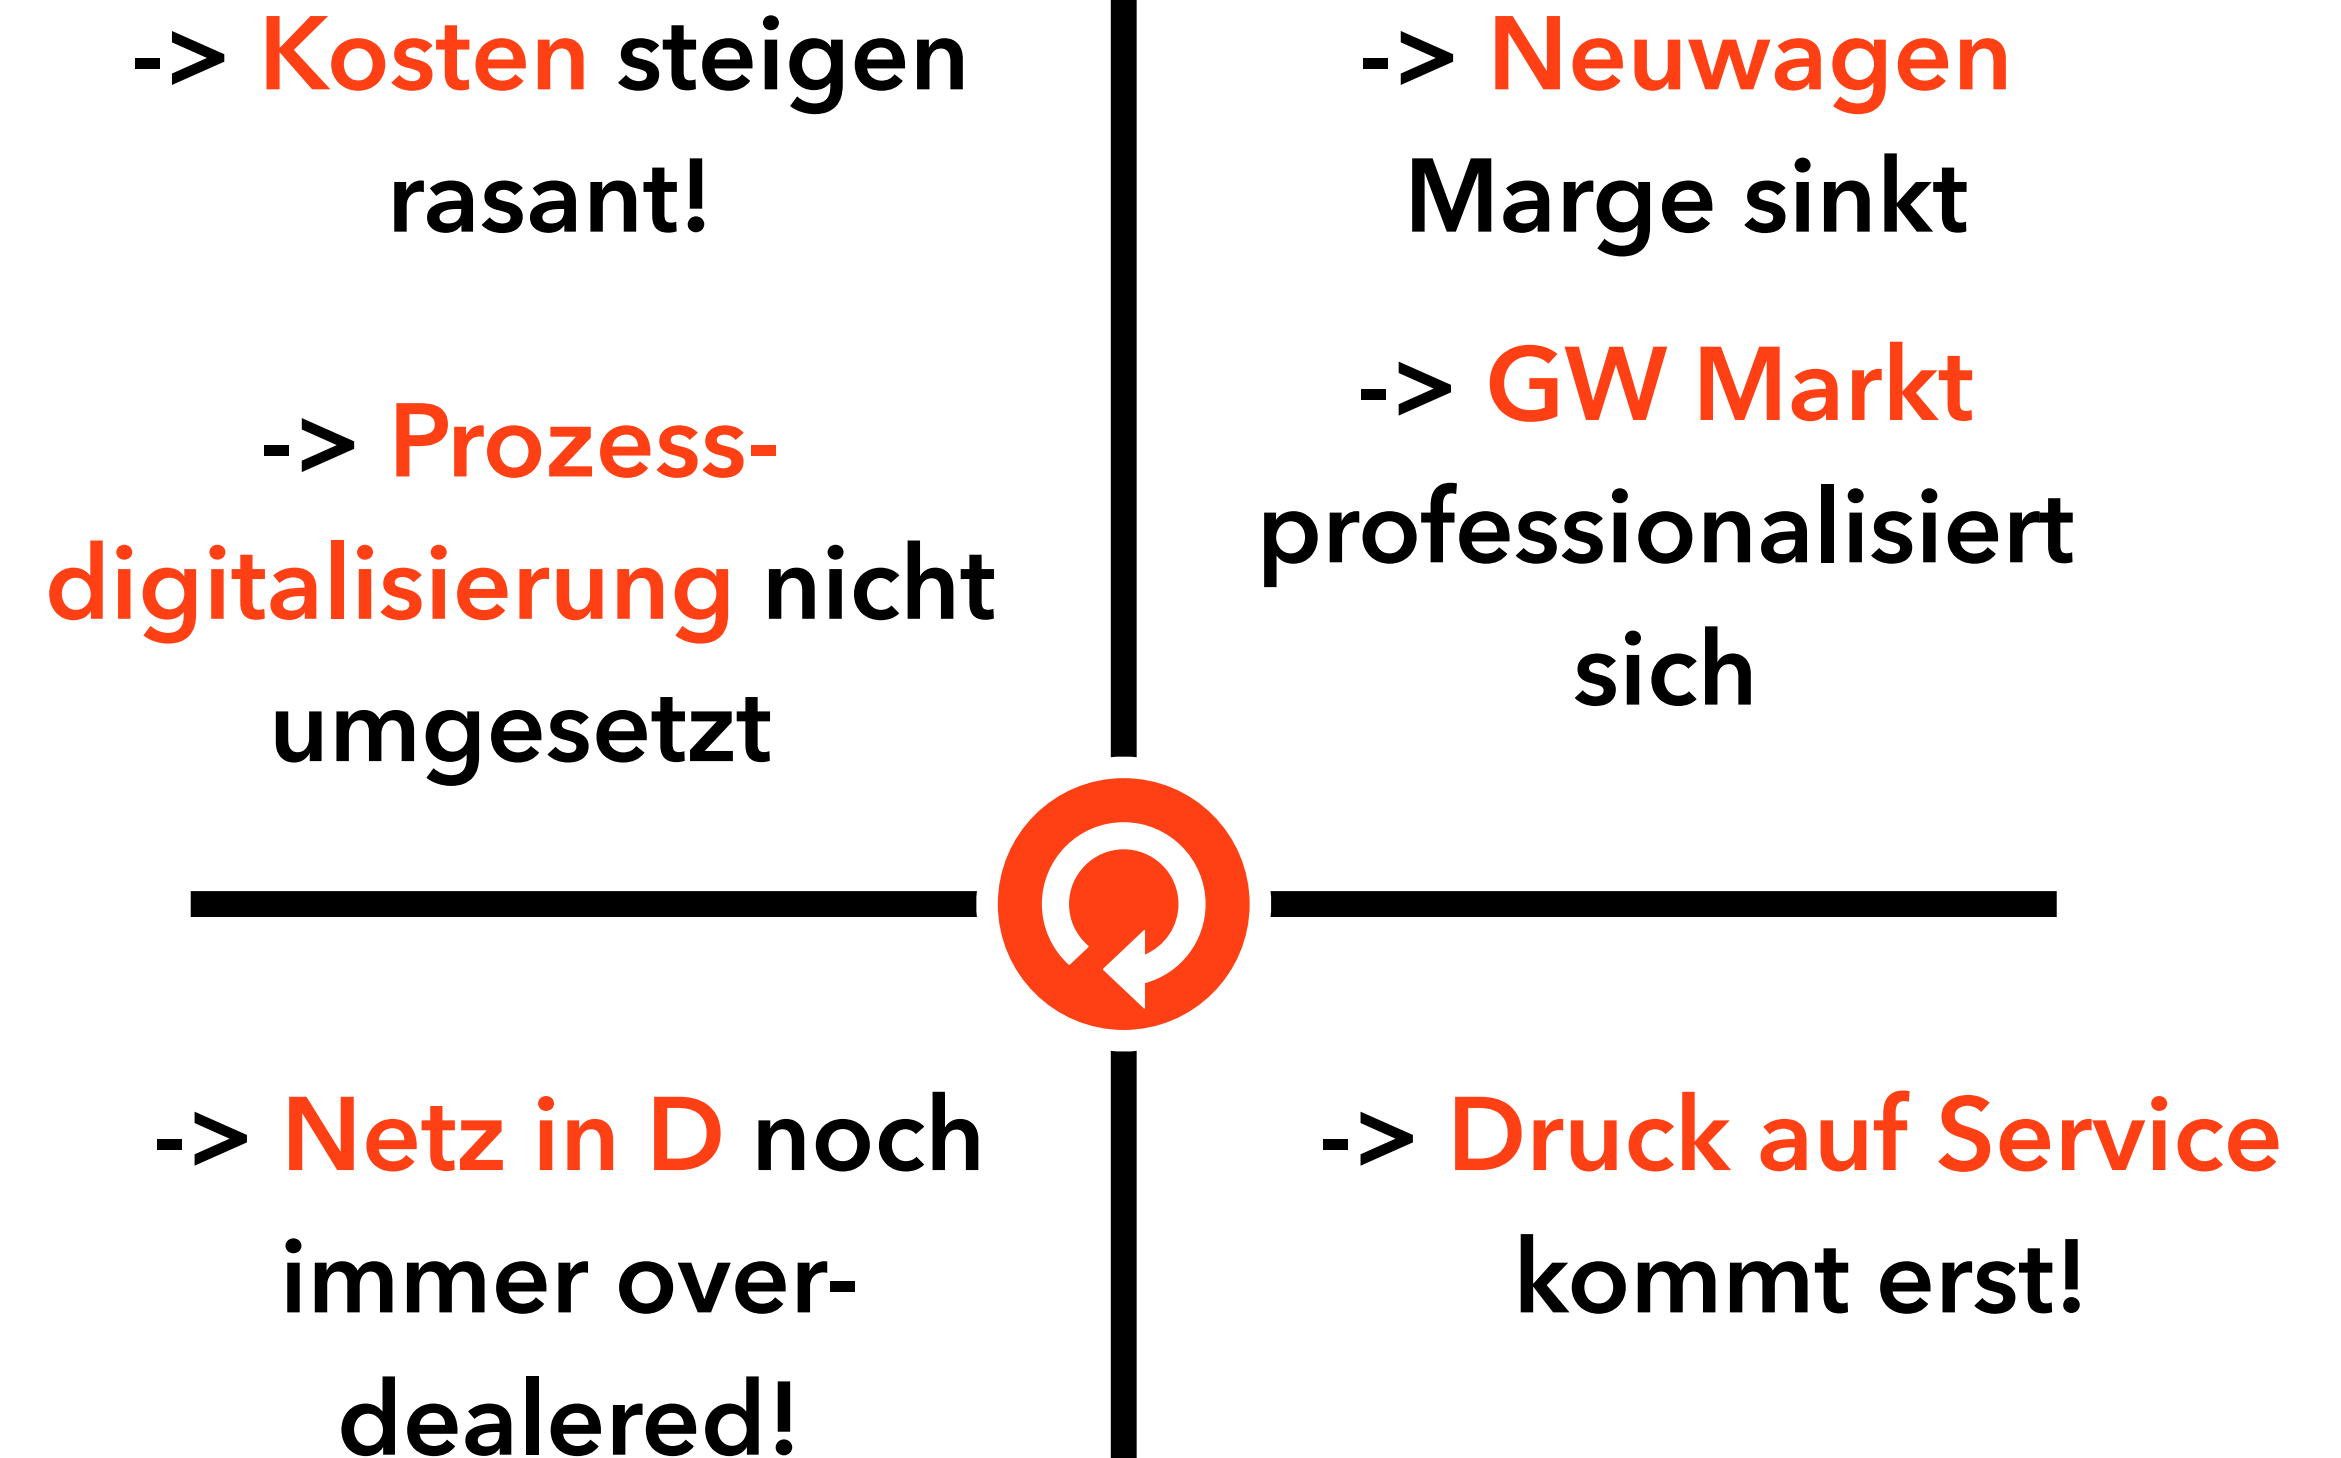 -> Kosten steigen
rasant!
-> Prozess-
digitalisierung nicht
umgesetzt
-> Neuwagen
Marge sinkt
-> GW Markt
professionalisiert
sich
-> Netz in D noch
immer over-
dealered!
-> Druck auf Service
kommt erst!